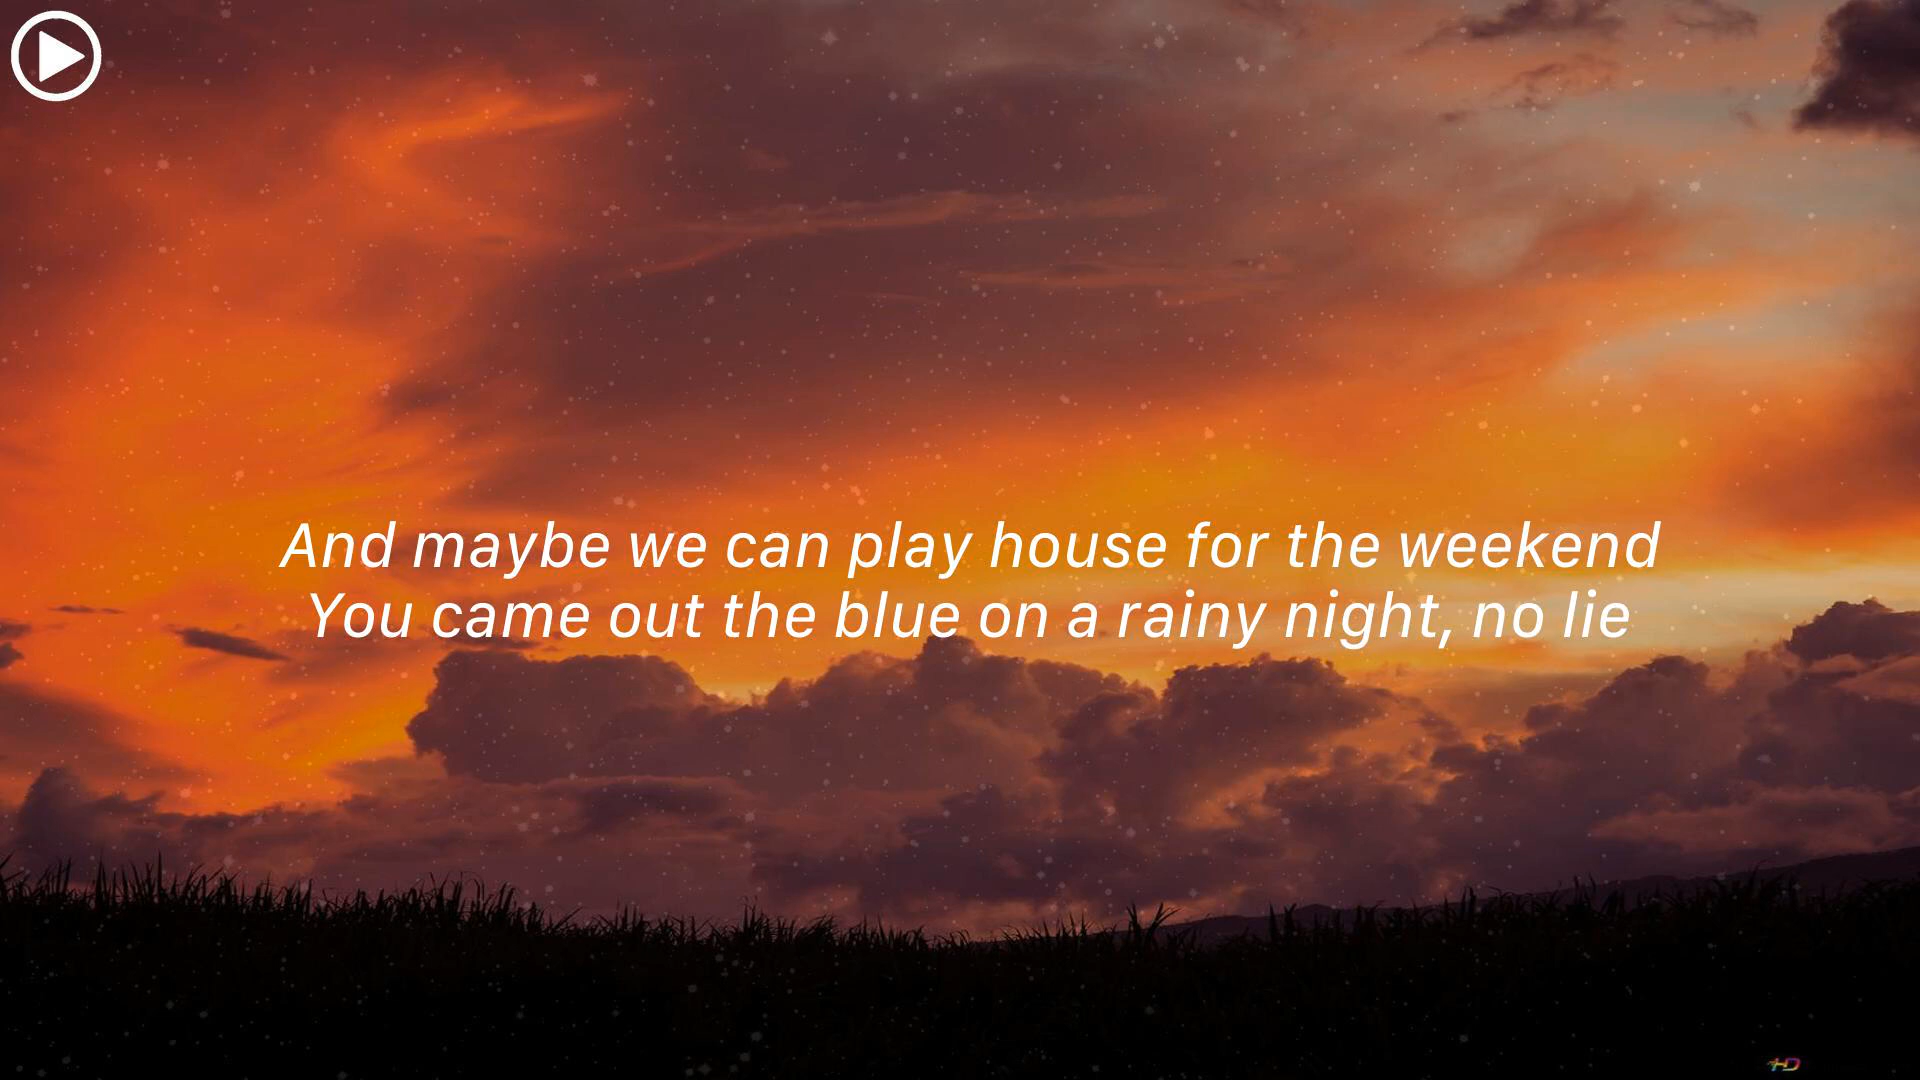 And maybe we can play house for the weekend
You came out the blue on a rainy night, no lie
HD